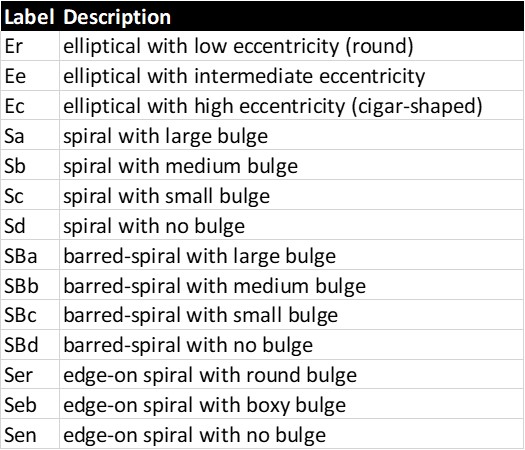 Label Description
Er elliptical with low eccentricity (round)
Ee elliptical with intermediate eccentricity
Ec elliptical with high eccentricity (cigar-shaped)
Sa spiral with large bulge
Sb spiral with medium bulge
Sc spiral with small bulge
Sd spiral with no bulge
SBa barred-spiral with large bulge
SBb barred-spiral with medium bulge
SBc barred-spiral with small bulge
SBd barred-spiral with no bulge
Ser edge-on spiral with round bulge
Seb edge-on spiral with boxy bulge
Sen edge-on spiral with no bulge